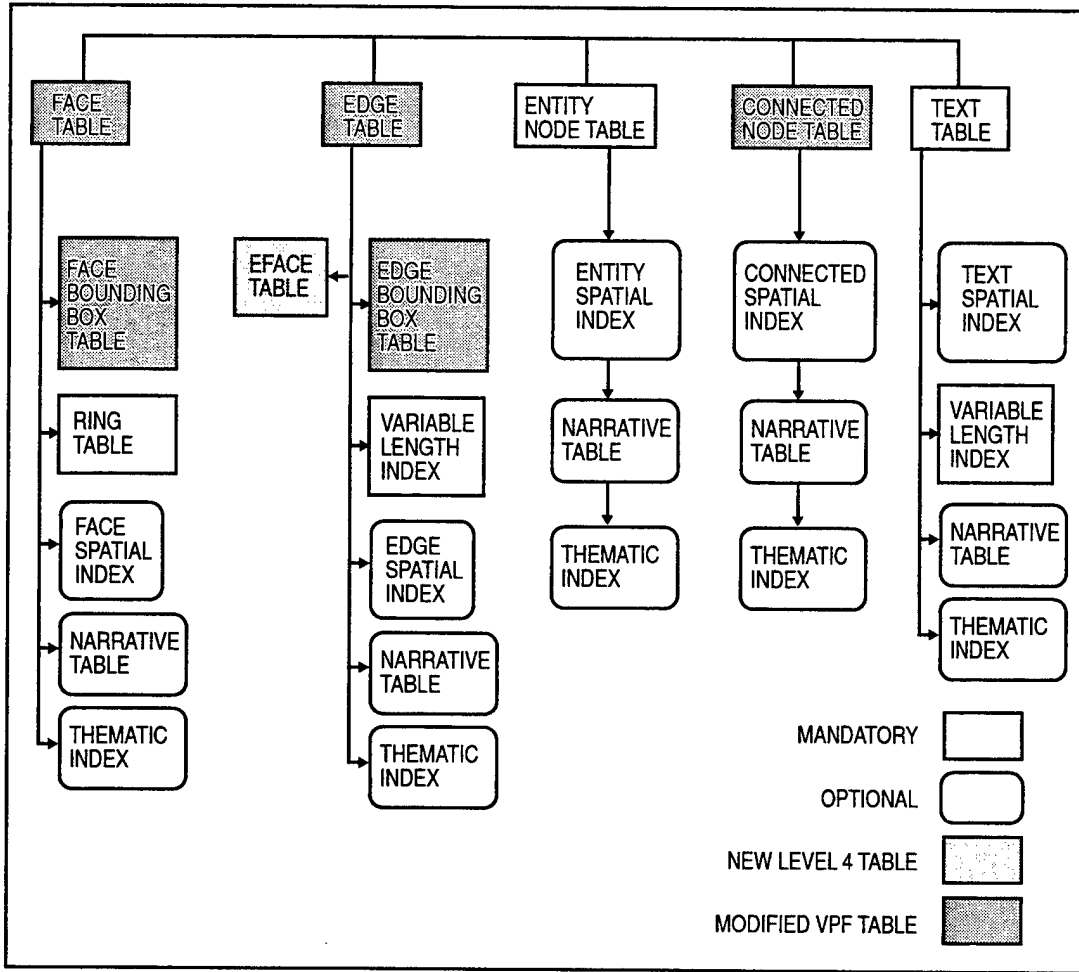 FACE
TABLE
EDGE
TABLE
ENTITY
NODE TABLE
CONNECTED
NODE TABLE
TEXT
TABLE
FACE
BOUNDING
BOX
TABLE
EFACE
TABLE
EDGE
BOUNDING
BOX
TABLE
ENTITY
SPATIAL
INDEX
CONNECTED
SPATIAL
INDEX
TEXT
SPATIAL
INDEX
RING
TABLE
VARIABLE
LENGTH
INDEX
NARRATIVE
TABLE
NARRATIVE
TABLE
VARIABLE
LENGTH
INDEX
FACE
SPATIAL
INDEX
EDGE
SPATIAL
INDEX
THEMATIC
INDEX
THEMATIC
INDEX
NARRATIVE
TABLE
NARRATIVE
TABLE
NARRATIVE
TABLE
THEMATIC
INDEX
THEMATIC
INDEX
THEMATIC
INDEX
MANDATORY
OPTIONAL
NEW LEVEL 4 TABLE
MODIFIED VPF TABLE